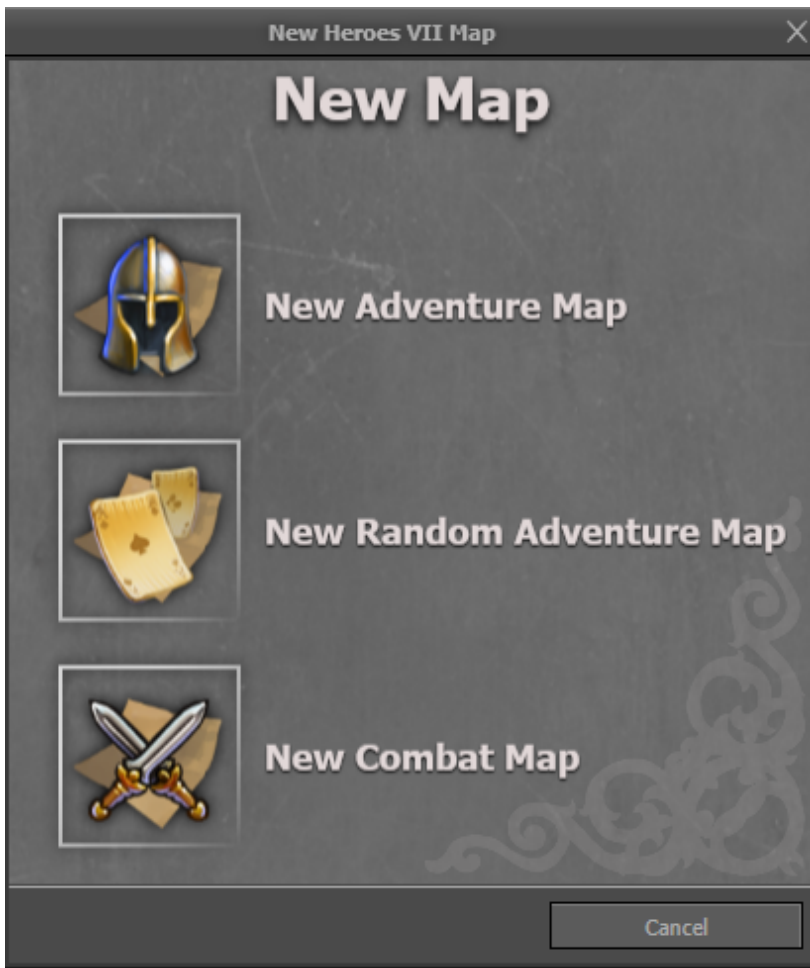 New Heroes VII Map
New Map
New Adventure Map
New Random Adventure Map
New Combat Map
Cancel